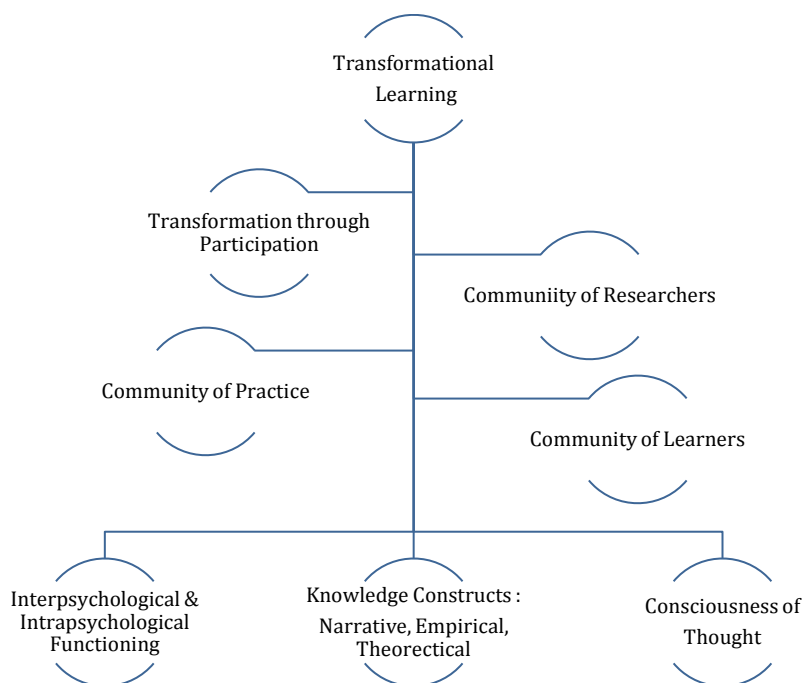 Transformational
Learning
Transformation through
Participation
Communiity of Researchers
Community of Practice
Community of Learners
Interpsychological &
Intrapsychological
Functioning
Knowledge Constructs :
Narrative, Empirical,
Theorectical
Consciousness of
Thought